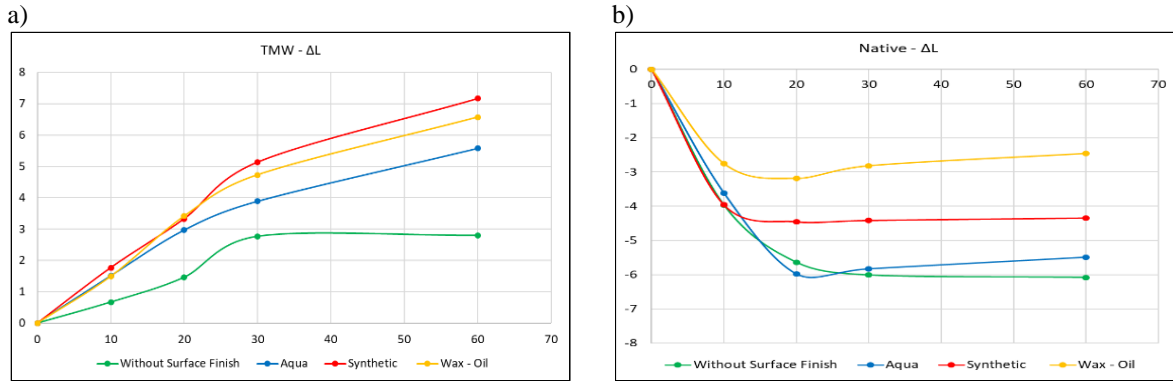 a)
TMW - ΔL
8
7
6
5
4
3
2
1
0
0 10 20 30 40 50 60 70
Without Surface Finish Aqua Synthetic Wax - Oil
b)
Native - ΔL
0
0 10 20 30 40 50 60 70
-1
-2
-3
-4
-5
-6
-7
-8
Without Surface Finish Aqua Synthetic Wax - Oil